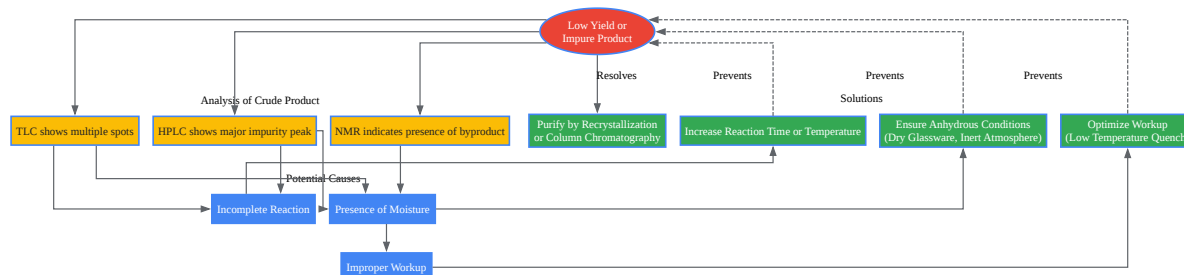 Low Yield or
Impure Product
Resolves
Prevents
Prevents
Prevents
Analysis of Crude Product
Solutions
TLC shows multiple spots
HPLC shows major impurity peak
NMR indicates presence of byproduct
Purify by Recrystallization
or Column Chromatography
Increase Reaction Time or Temperature
Ensure Anhydrous Conditions
(Dry Glassware, Inert Atmosphere)
Optimize Workup
(Low Temperature Quench
Potential Causes
Incomplete Reaction
Presence of Moisture
Improper Workup